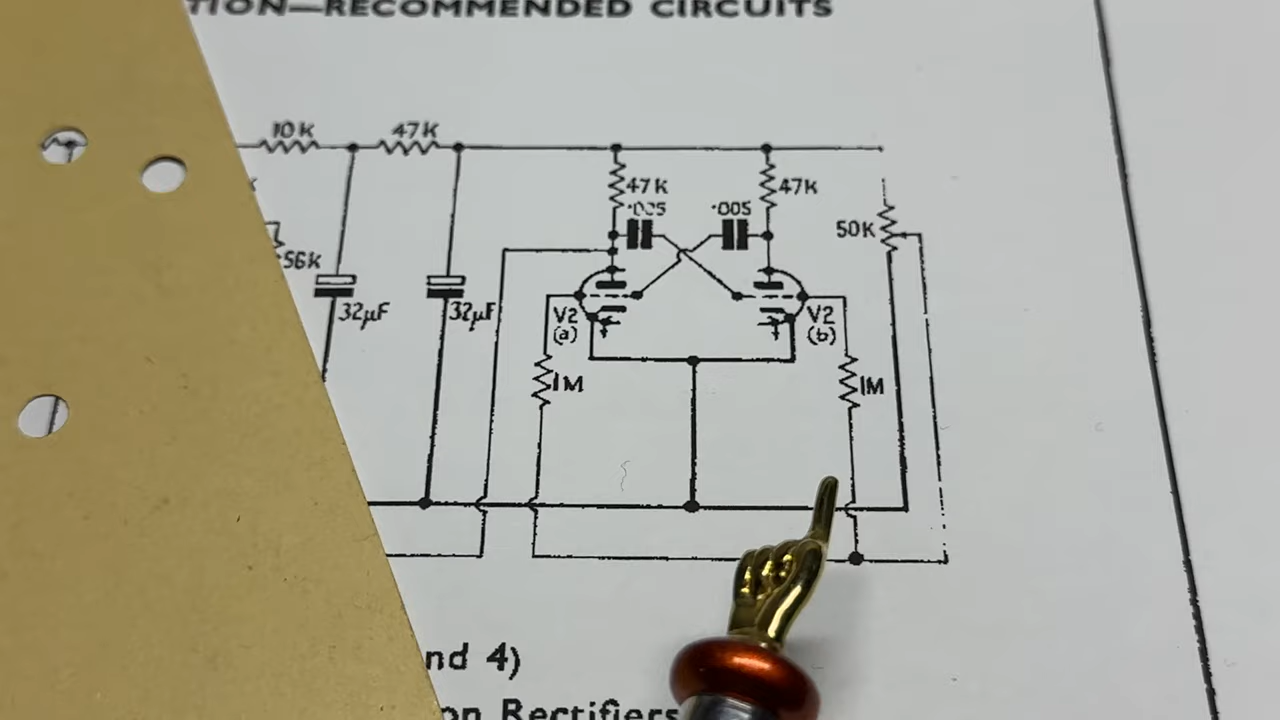 TION—RECOMMENDED CIRCUITS
10K 47K
47K 47K
.005 .005
50K
56K
32µF 32µF
V2 V2
(a) (b)
1M 1M
nd 4)
on Rectifiers